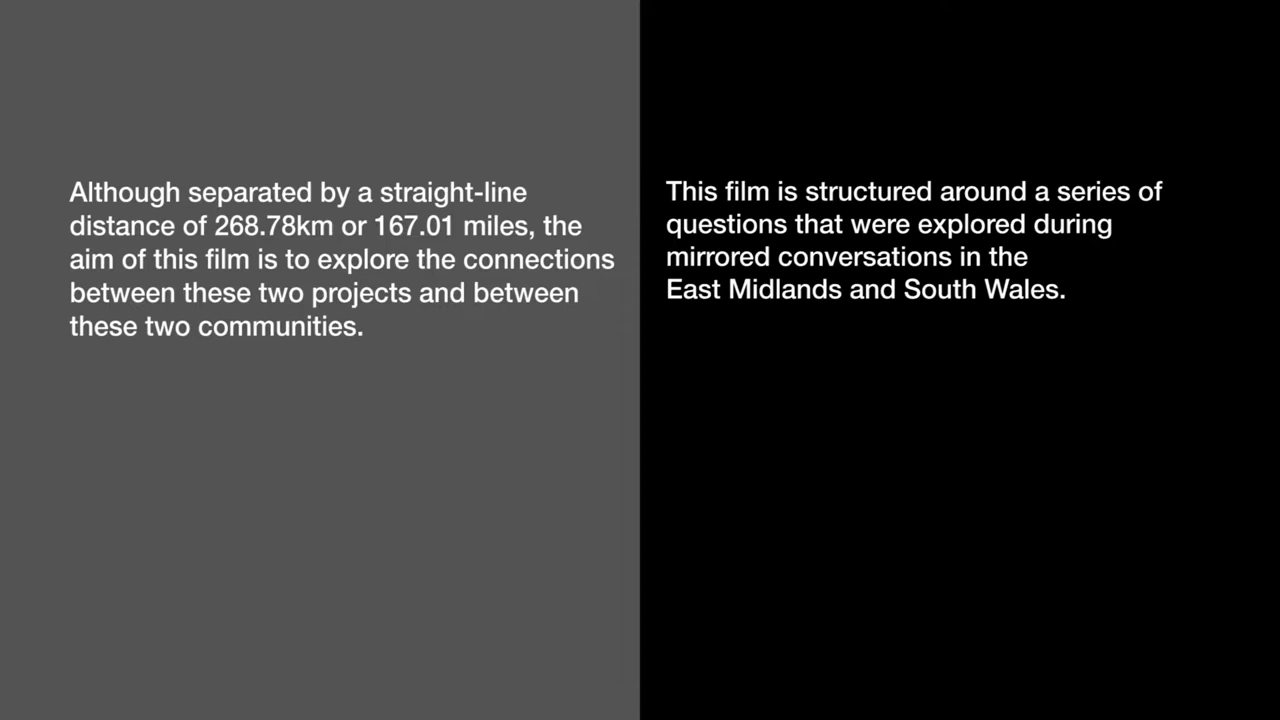 Although separated by a straight-line
distance of 268.78km or 167.01 miles, the
aim of this film is to explore the connections
between these two projects and between
these two communities.
This film is structured around a series of
questions that were explored during
mirrored conversations in the
East Midlands and South Wales.